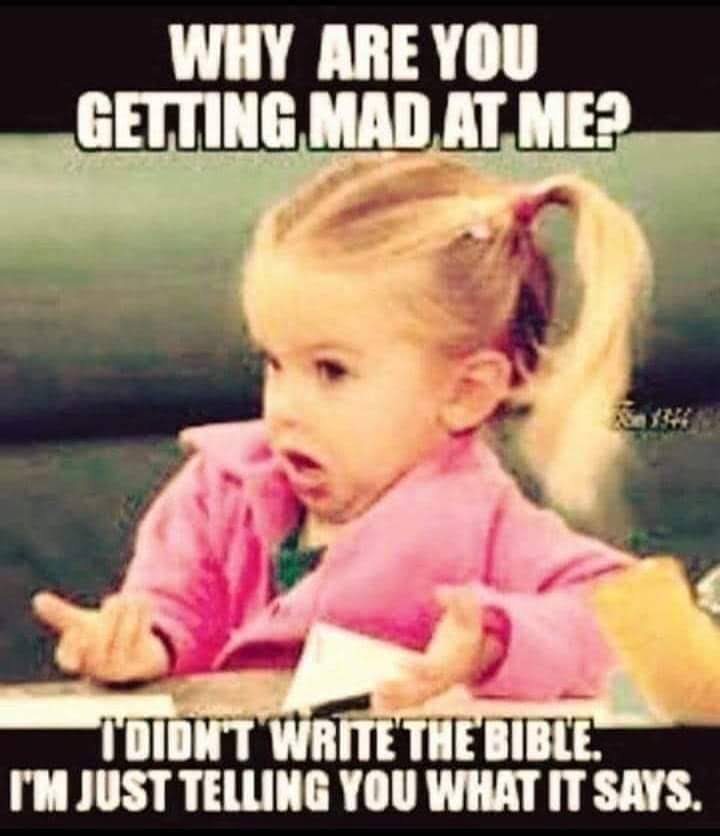 WHY ARE YOU
GETTING MAD AT ME?
I DIDN'T WRITE THE BIBLE.
I'M JUST TELLING YOU WHAT IT SAYS.